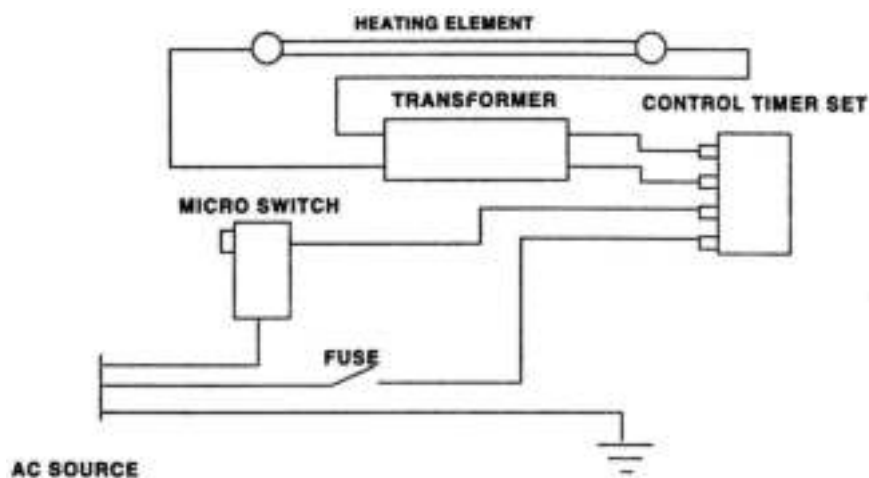 HEATING ELEMENT
TRANSFORMER
CONTROL TIMER SET
MICRO SWITCH
FUSE
AC SOURCE